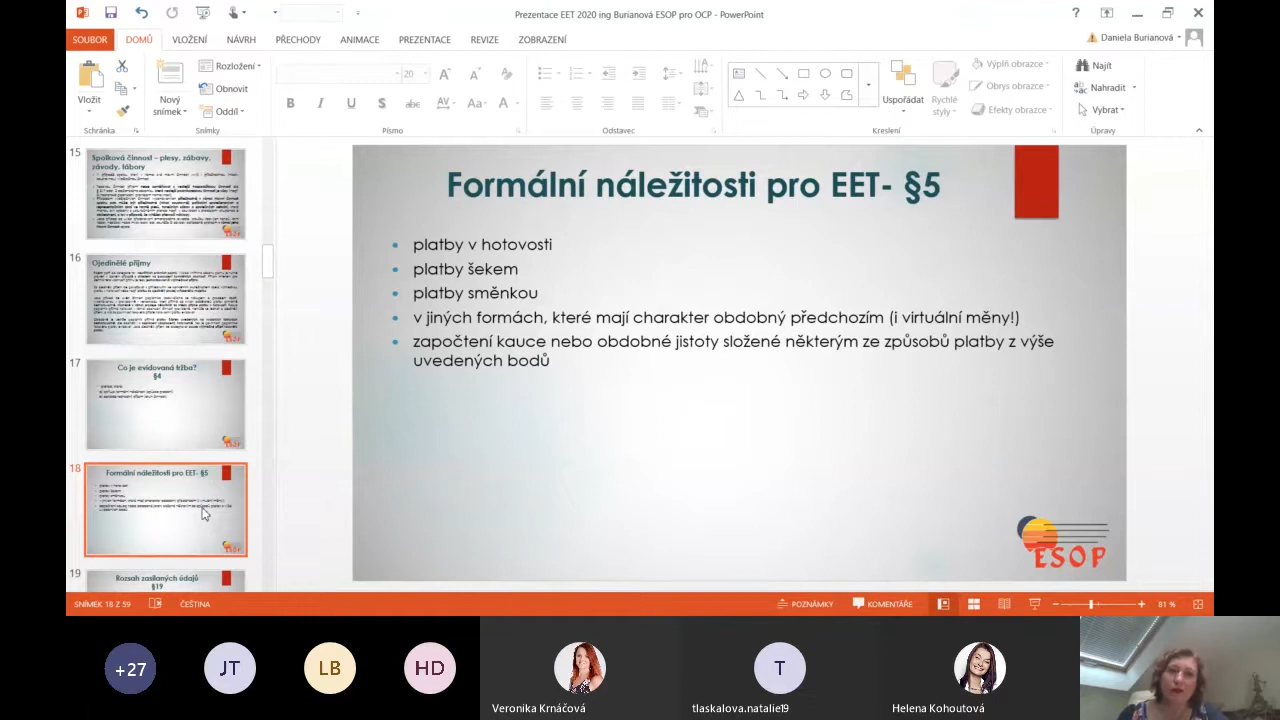 Prezentace EET 2020 ing Burianová ESOP pro OCP - PowerPoint
SOUBOR DOMŮ VLOŽENÍ NÁVRH PŘECHODY ANIMACE PREZENTACE REVIZE ZOBRAZENÍ
Daniela Burianová
Vložit
Nový snímek
Rozložení
Obnovit
Oddíl
20
Uspořádat
Rychlé styly
Výplň obrazce
Obrys obrazce
Efekty obrazce
Najít
Nahradit
Vybrat
Schránka Snímky Písmo Odstavec Kreslení Úpravy
15
Spolková činnost – plesy, zábavy,
závody, tábory
ESOP
16
Ojedinělé příjmy
ESOP
17
Co je evidovaná tržba?
§4
ESOP
18
Formální náležitosti pro EET- §5
ESOP
19
Rozsah zasílaných údajů
§19
Formální náležitosti pro EET- §5
platby v hotovosti
platby šekem
platby směnkou
v jiných formách, které mají charakter obdobný předchozím (i virtuální měny!)
započtení kauce nebo obdobné jistoty složené některým ze způsobů platby z výše
uvedených bodů
ESOP
SNÍMEK 18 Z 59 ČEŠTINA POZNÁMKY KOMENTÁŘE 81 %
+27 JT LB HD T
Veronika Krnáčová tlaskalova.natalie19 Helena Kohoutová